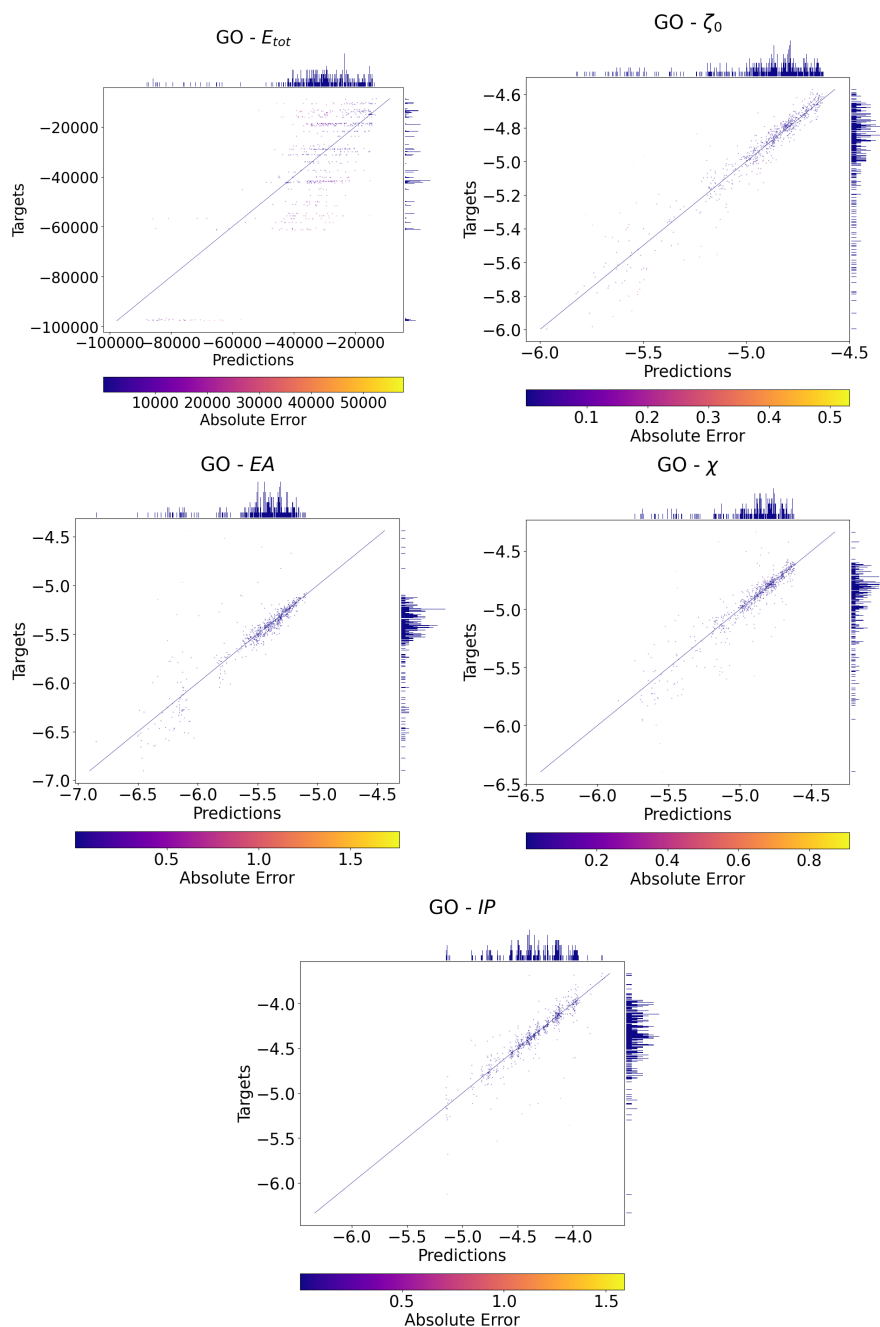 GO - E_tot
Targets
−20000
−40000
−60000
−80000
−100000
−100000 −80000 −60000 −40000 −20000
Predictions
10000 20000 30000 40000 50000
Absolute Error
GO - ζ₀
Targets
−4.6
−4.8
−5.0
−5.2
−5.4
−5.6
−5.8
−6.0
−6.0 −5.5 −5.0 −4.5
Predictions
0.1 0.2 0.3 0.4 0.5
Absolute Error
GO - EA
Targets
−4.5
−5.0
−5.5
−6.0
−6.5
−7.0
−7.0 −6.5 −6.0 −5.5 −5.0 −4.5
Predictions
0.5 1.0 1.5
Absolute Error
GO - χ
Targets
−4.5
−5.0
−5.5
−6.0
−6.5
−6.5 −6.0 −5.5 −5.0 −4.5
Predictions
0.2 0.4 0.6 0.8
Absolute Error
GO - IP
Targets
−4.0
−4.5
−5.0
−5.5
−6.0
−6.0 −5.5 −5.0 −4.5 −4.0
Predictions
0.5 1.0 1.5
Absolute Error